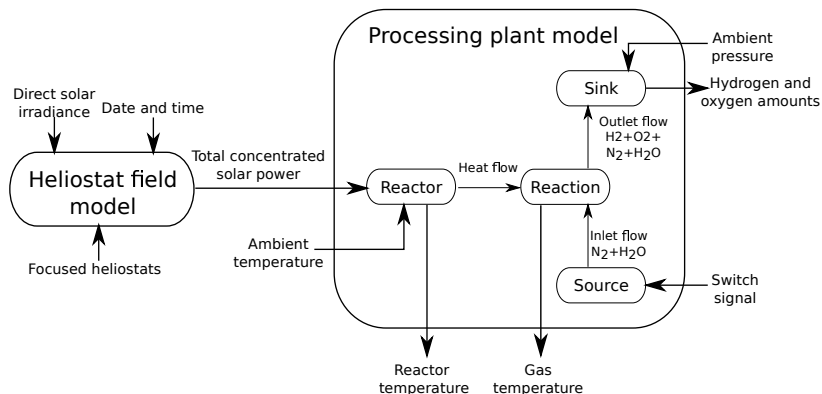 Processing plant model
Ambient
pressure
Sink
Hydrogen and
oxygen amounts
Direct solar
irradiance
Date and time
Outlet flow
H2+O2+
N2+H2O
Total concentrated
solar power
Heliostat field
model
Reactor
Heat flow
Reaction
Ambient
temperature
Inlet flow
N2+H2O
Focused heliostats
Source
Switch
signal
Reactor
temperature
Gas
temperature